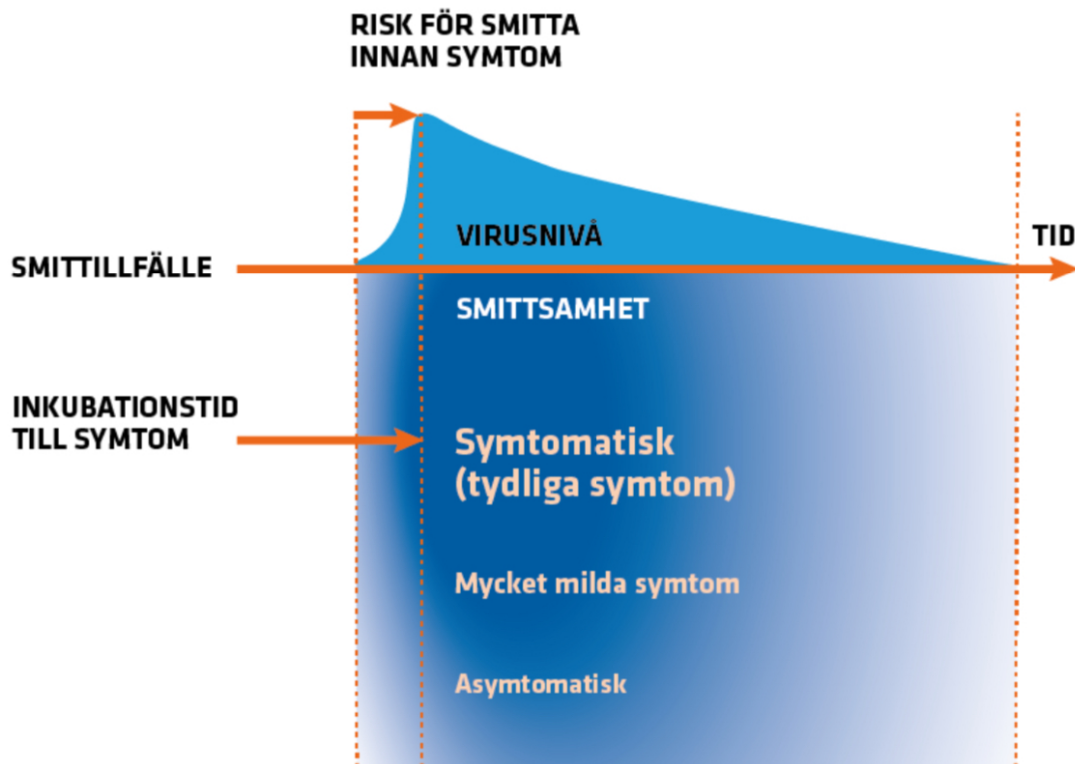 RISK FÖR SMITTA
INNAN SYMTOM
VIRUSNIVÅ
TID
SMITTILLFÄLLE
SMITTSAMHET
INKUBATIONSTID
TILL SYMTOM
Symtomatisk
(tydliga symtom)
Mycket milda symtom
Asymtomatisk